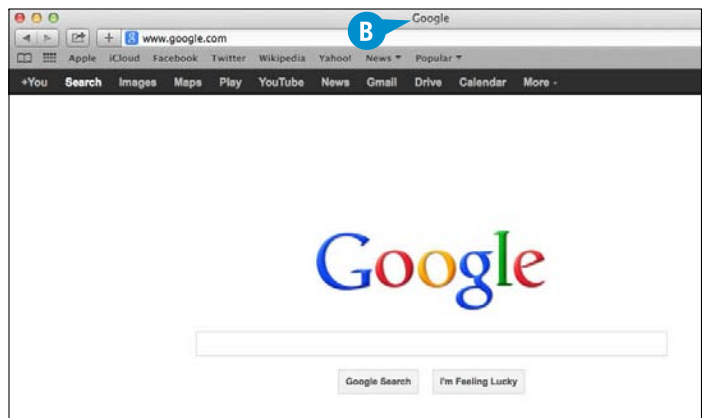 B Google
www.google.com
Apple iCloud Facebook Twitter Wikipedia Yahoo! News Popular
+You Search Images Maps Play YouTube News Gmail Drive Calendar More
Google
Google Search I'm Feeling Lucky